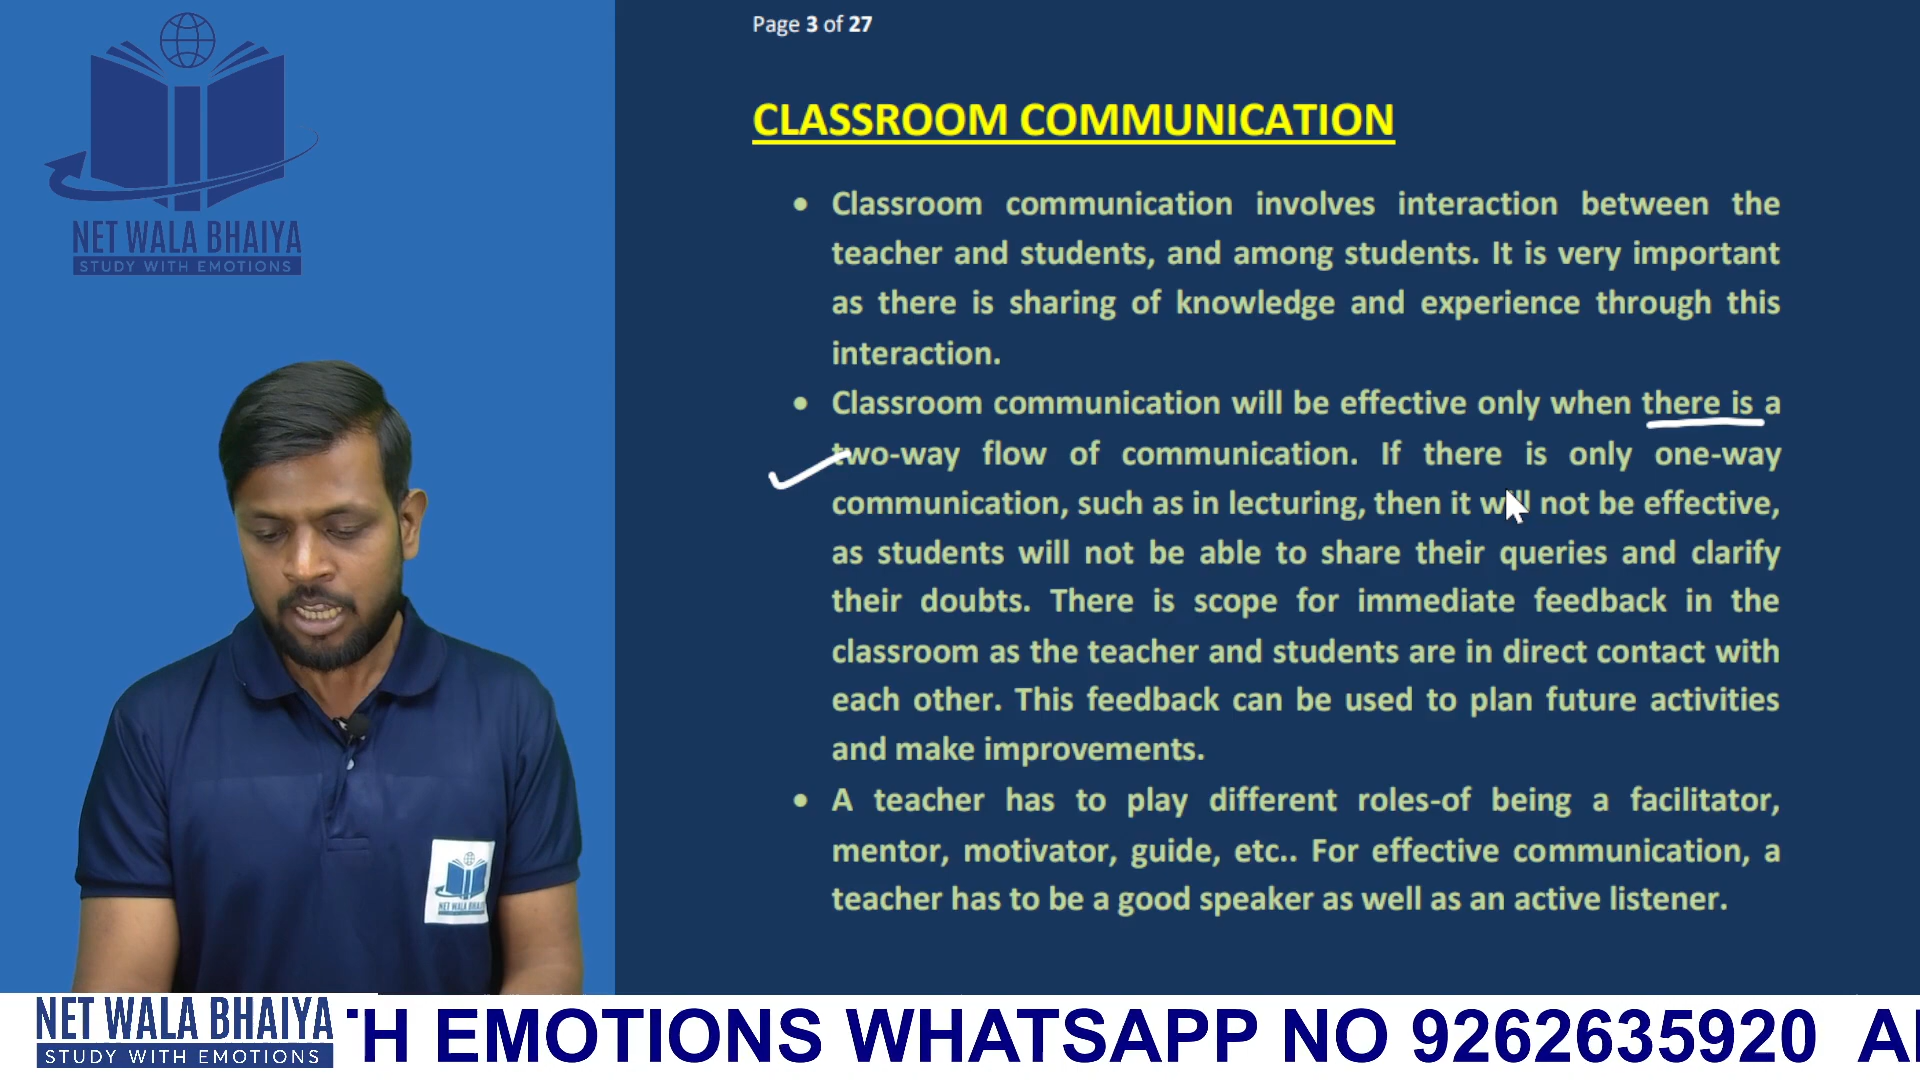 NET WALA BHAIYA
STUDY WITH EMOTIONS
Page 3 of 27
CLASSROOM COMMUNICATION
• Classroom communication involves interaction between the
teacher and students, and among students. It is very important
as there is sharing of knowledge and experience through this
interaction.
• Classroom communication will be effective only when there is a
two-way flow of communication. If there is only one-way
communication, such as in lecturing, then it will not be effective,
as students will not be able to share their queries and clarify
their doubts. There is scope for immediate feedback in the
classroom as the teacher and students are in direct contact with
each other. This feedback can be used to plan future activities
and make improvements.
• A teacher has to play different roles-of being a facilitator,
mentor, motivator, guide, etc.. For effective communication, a
teacher has to be a good speaker as well as an active listener.
NET WALA BHAIYA
NET WALA BHAIYA
STUDY WITH EMOTIONS
TH EMOTIONS WHATSAPP NO 9262635920